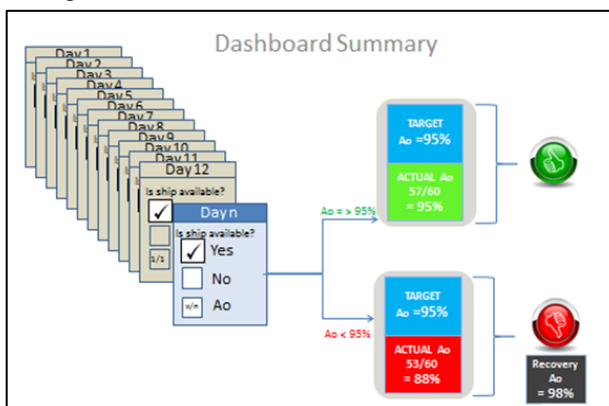 Dashboard Summary
Day 1
Day 2
Day 3
Day 4
Day 5
Day 6
Day 7
Day 8
Day 9
Day 10
Day 11
Day 12
Is ship available?
1/1
Day n
Is ship available?
Yes
No
x/n Ao
Ao = > 95%
TARGET
Ao =95%
ACTUAL Ao
57/60
= 95%
Ao < 95%
TARGET
Ao =95%
ACTUAL Ao
53/60
= 88%
Recovery
Ao
= 98%